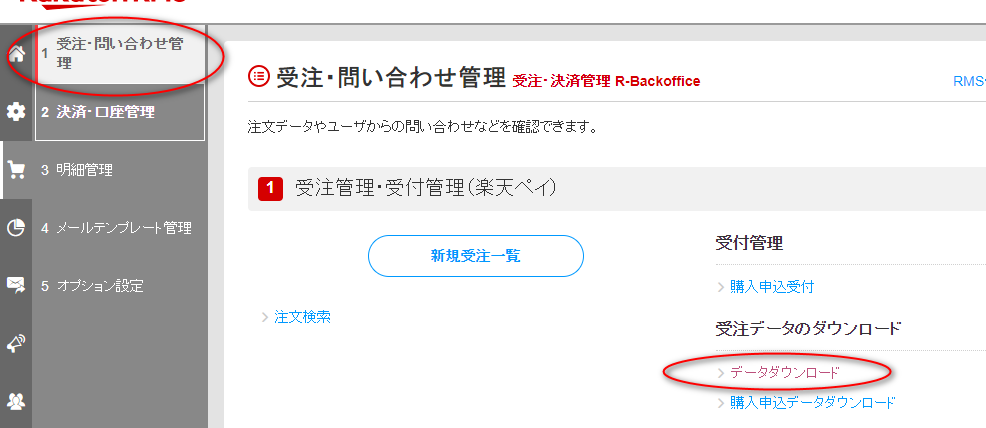 1 受注・問い合わせ管
理
2 決済・口座管理
3 明細管理
4 メールテンプレート管理
5 オプション設定
受注・問い合わせ管理 受注・決済管理 R-Backoffice
RMS
注文データやユーザからの問い合わせなどを確認できます。
1 受注管理・受付管理(楽天ペイ)
新規受注一覧
> 注文検索
受付管理
> 購入申込受付
受注データのダウンロード
> データダウンロード
> 購入申込データダウンロード